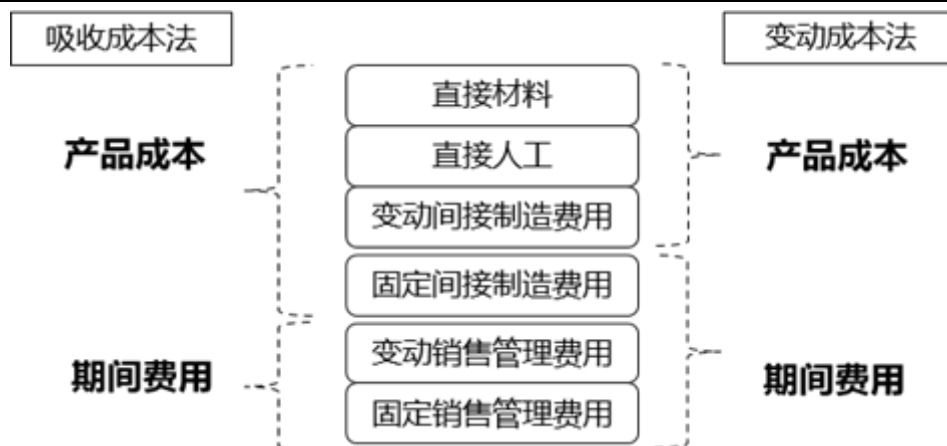 吸收成本法
变动成本法
直接材料
产品成本
直接人工
产品成本
变动间接制造费用
固定间接制造费用
变动销售管理费用
期间费用
期间费用
固定销售管理费用